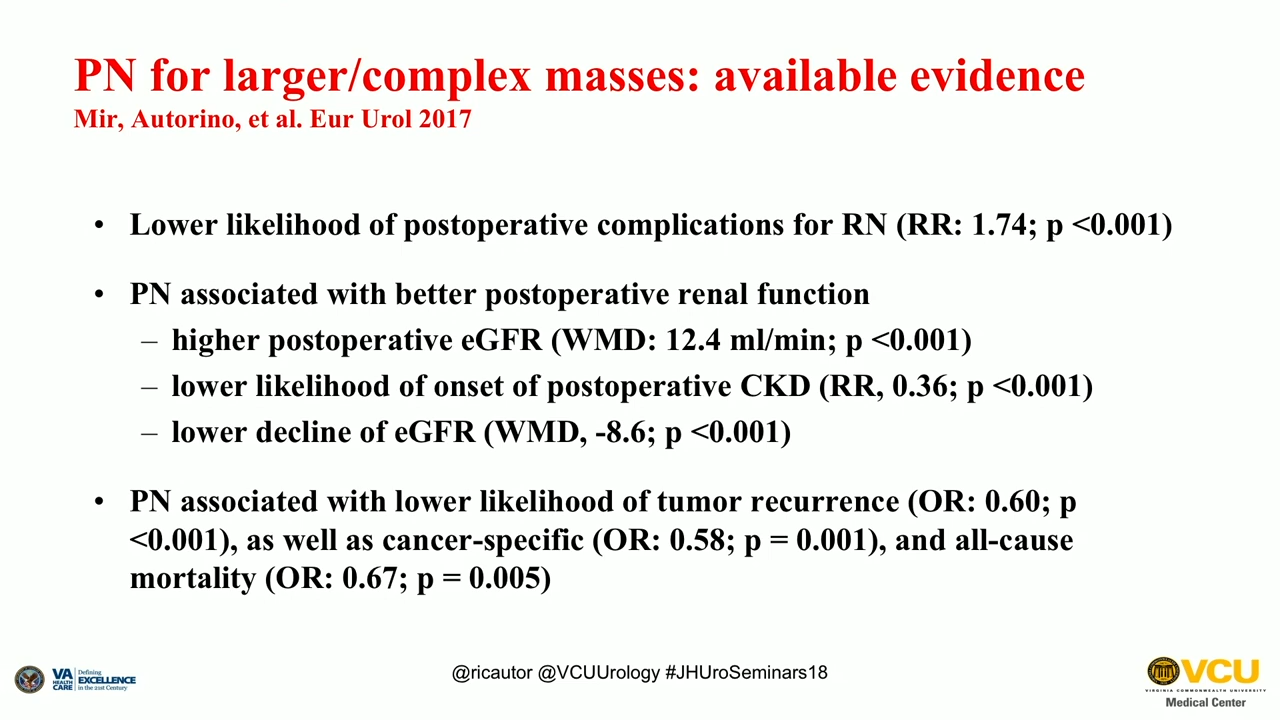 PN for larger/complex masses: available evidence
Mir, Autorino, et al. Eur Urol 2017
• Lower likelihood of postoperative complications for RN (RR: 1.74; p <0.001)
• PN associated with better postoperative renal function
– higher postoperative eGFR (WMD: 12.4 ml/min; p <0.001)
– lower likelihood of onset of postoperative CKD (RR, 0.36; p <0.001)
– lower decline of eGFR (WMD, -8.6; p <0.001)
• PN associated with lower likelihood of tumor recurrence (OR: 0.60; p
<0.001), as well as cancer-specific (OR: 0.58; p = 0.001), and all-cause
mortality (OR: 0.67; p = 0.005)
VA
HEALTH
CARE
Defining
EXCELLENCE
in the 21st Century
@ricautor @VCUUrology #JHUroSeminars18
VCU
VIRGINIA COMMONWEALTH UNIVERSITY
Medical Center